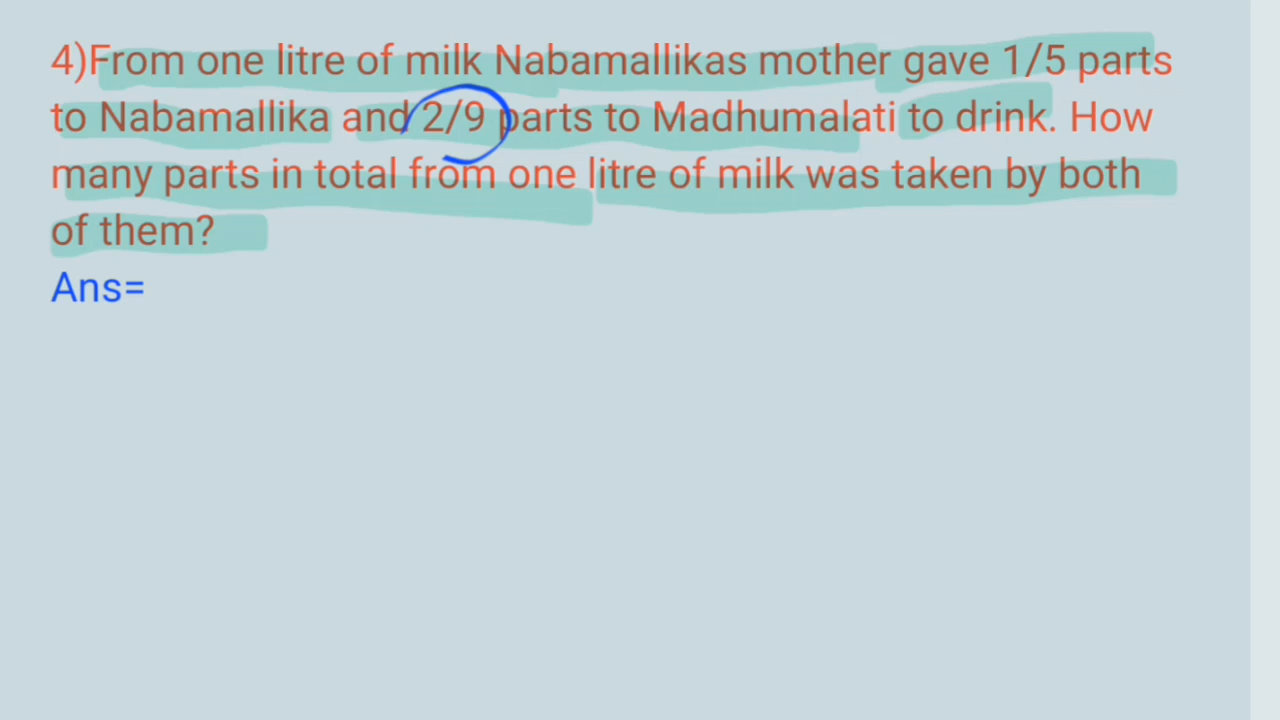 4)From one litre of milk Nabamallikas mother gave 1/5 parts
to Nabamallika and 2/9 parts to Madhumalati to drink. How
many parts in total from one litre of milk was taken by both
of them?
Ans=